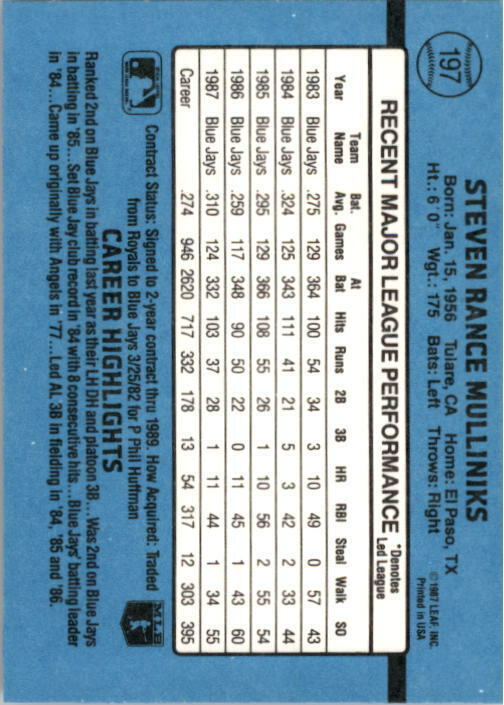 197
STEVEN RANCE MULLINIKS
Born: Jan. 15, 1956 Tulare, CA Home: El Paso, TX
Ht.: 6' 0" Wgt.: 175 Bats: Left Throws: Right
© 1987 LEAF, INC.
Printed in USA
RECENT MAJOR LEAGUE PERFORMANCE *Denotes Led League
Year Team Name Bat. Avg. Games At Bat Hits Runs 2B 3B HR RBI Steal Walk SO
1983 Blue Jays .275 129 364 100 54 34 3 10 49 0 57 43
1984 Blue Jays .324 125 343 111 41 21 5 3 42 2 33 44
1985 Blue Jays .295 129 366 108 55 26 1 10 56 2 55 54
1986 Blue Jays .259 117 348 90 50 22 0 11 45 1 43 60
1987 Blue Jays .310 124 332 103 37 28 1 11 44 1 34 55
Career .274 946 2620 717 332 178 13 54 317 12 303 395
Contract Status: Signed to 2-year contract thru 1989. How Acquired: Traded
from Royals to Blue Jays 3/25/82 for P Phil Huffman
MLB
CAREER HIGHLIGHTS
Ranked 2nd on Blue Jays in batting last year as their LH DH and platoon 3B...Was 2nd on Blue Jays
in batting in '85...Set Blue Jay club record in '84 with 8 consecutive hits...Blue Jays' batting leader
in '84...Came up originally with Angels in '77...Led AL 3B in fielding in '84, '85 and '86.